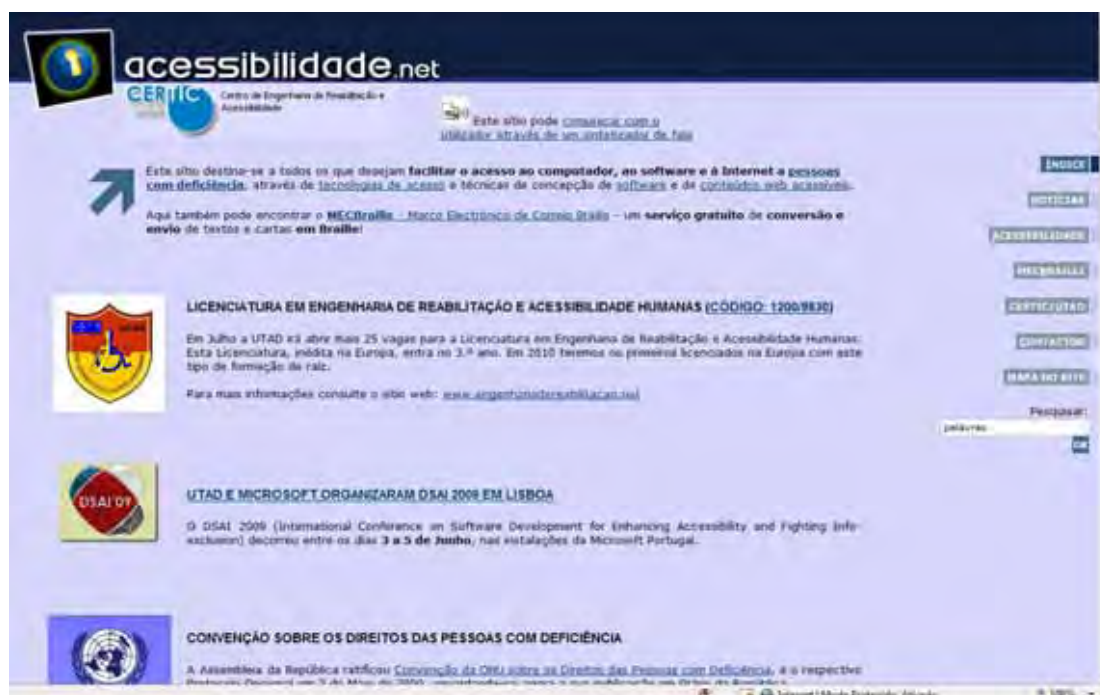 acessibilidade.net
CERTIC
Centro de Engenharia de Reabilitação e
Acessibilidade
Este sítio pode comunicar com o
utilizador através de um sintetizador de fala
Este sítio destina-se a todos os que desejam facilitar o acesso ao computador, ao software e à Internet a pessoas
com deficiência, através de tecnologias de acesso e técnicas de concepção de software e de conteúdos web acessíveis.
Aqui também pode encontrar o MECBraille - Marco Electrónico de Correio Braille - um serviço gratuito de conversão e
envio de textos e cartas em Braille!
ÍNDICE
NOTÍCIAS
ACESSIBILIDADE
MECBRAILLE
CERTIC/UTAD
CONTACTOS
MAPA DO SITE
Pesquisar:
palavras
OK
LICENCIATURA EM ENGENHARIA DE REABILITAÇÃO E ACESSIBILIDADE HUMANAS (CÓDIGO: 1200/9830)
Em Julho a UTAD irá abrir mais 25 vagas para a Licenciatura em Engenharia de Reabilitação e Acessibilidade Humanas.
Esta Licenciatura, inédita na Europa, entra no 3.º ano. Em 2010 teremos os primeiros licenciados na Europa com este
tipo de formação de raiz.
Para mais informações consulte o sítio web: www.engenhariadereabilitacao.net
DSAI'09
UTAD E MICROSOFT ORGANIZARAM DSAI 2009 EM LISBOA
O DSAI 2009 (International Conference on Software Development for Enhancing Accessibility and Fighting Info-
exclusion) decorreu entre os dias 3 a 5 de Junho, nas instalações da Microsoft Portugal.
CONVENÇÃO SOBRE OS DIREITOS DAS PESSOAS COM DEFICIÊNCIA
A Assembleia da República ratificou Convenção da ONU sobre os Direitos das Pessoas com Deficiência, e o respectivo